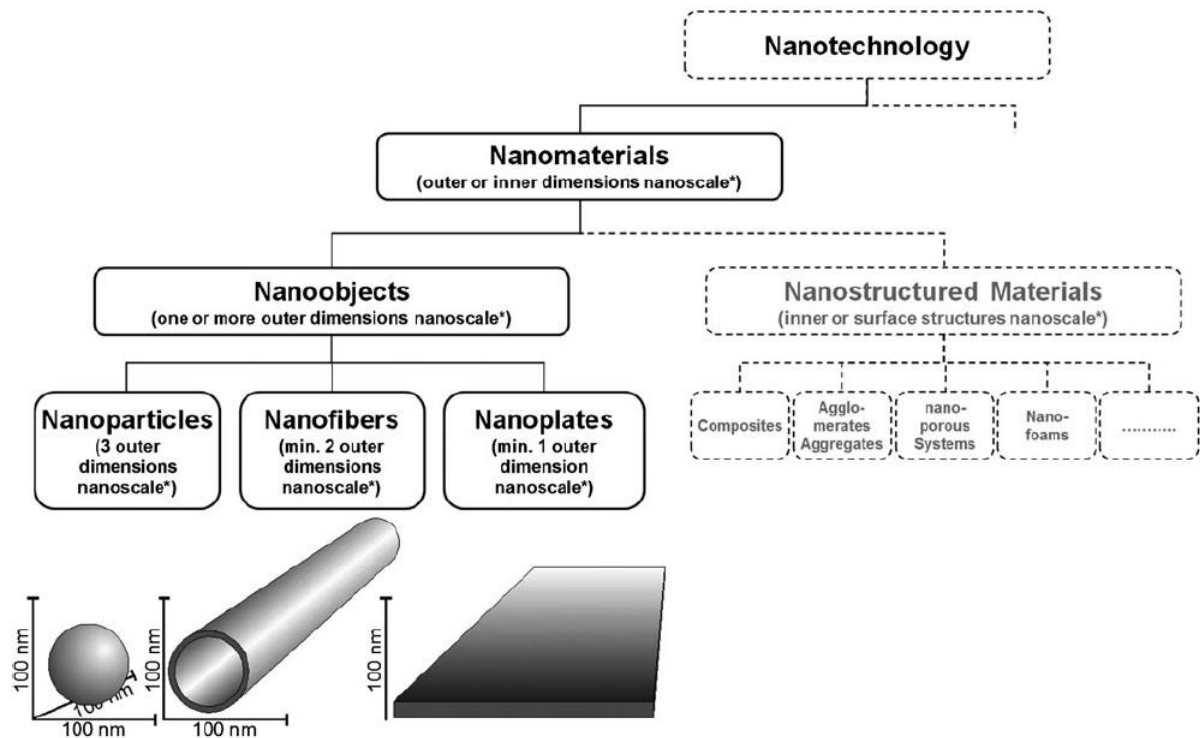 Nanotechnology
Nanomaterials
(outer or inner dimensions nanoscale*)
Nanoobjects
(one or more outer dimensions nanoscale*)
Nanostructured Materials
(inner or surface structures nanoscale*)
Nanoparticles
(3 outer
dimensions
nanoscale*)
Nanofibers
(min. 2 outer
dimensions
nanoscale*)
Nanoplates
(min. 1 outer
dimension
nanoscale*)
Composites
Agglo-
merates
Aggregates
nano-
porous
Systems
Nano-
foams
..........
100 nm
100 nm
100 nm
100 nm
100 nm
100 nm